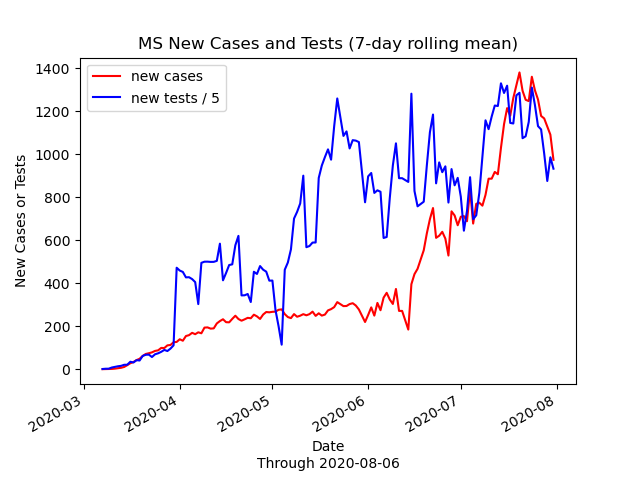 MS New Cases and Tests (7-day rolling mean)
new cases
new tests / 5
New Cases or Tests
1400
1200
1000
800
600
400
200
0
2020-03
2020-04
2020-05
2020-06
2020-07
2020-08
Date
Through 2020-08-06